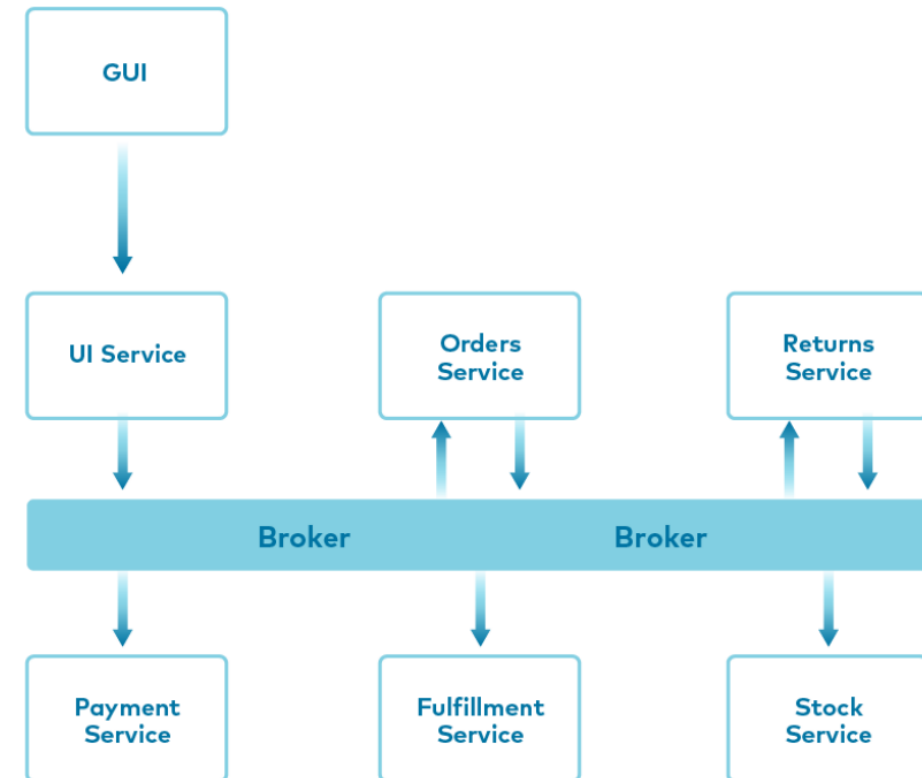 GUI
UI Service
Orders
Service
Returns
Service
Broker
Broker
Payment
Service
Fulfillment
Service
Stock
Service